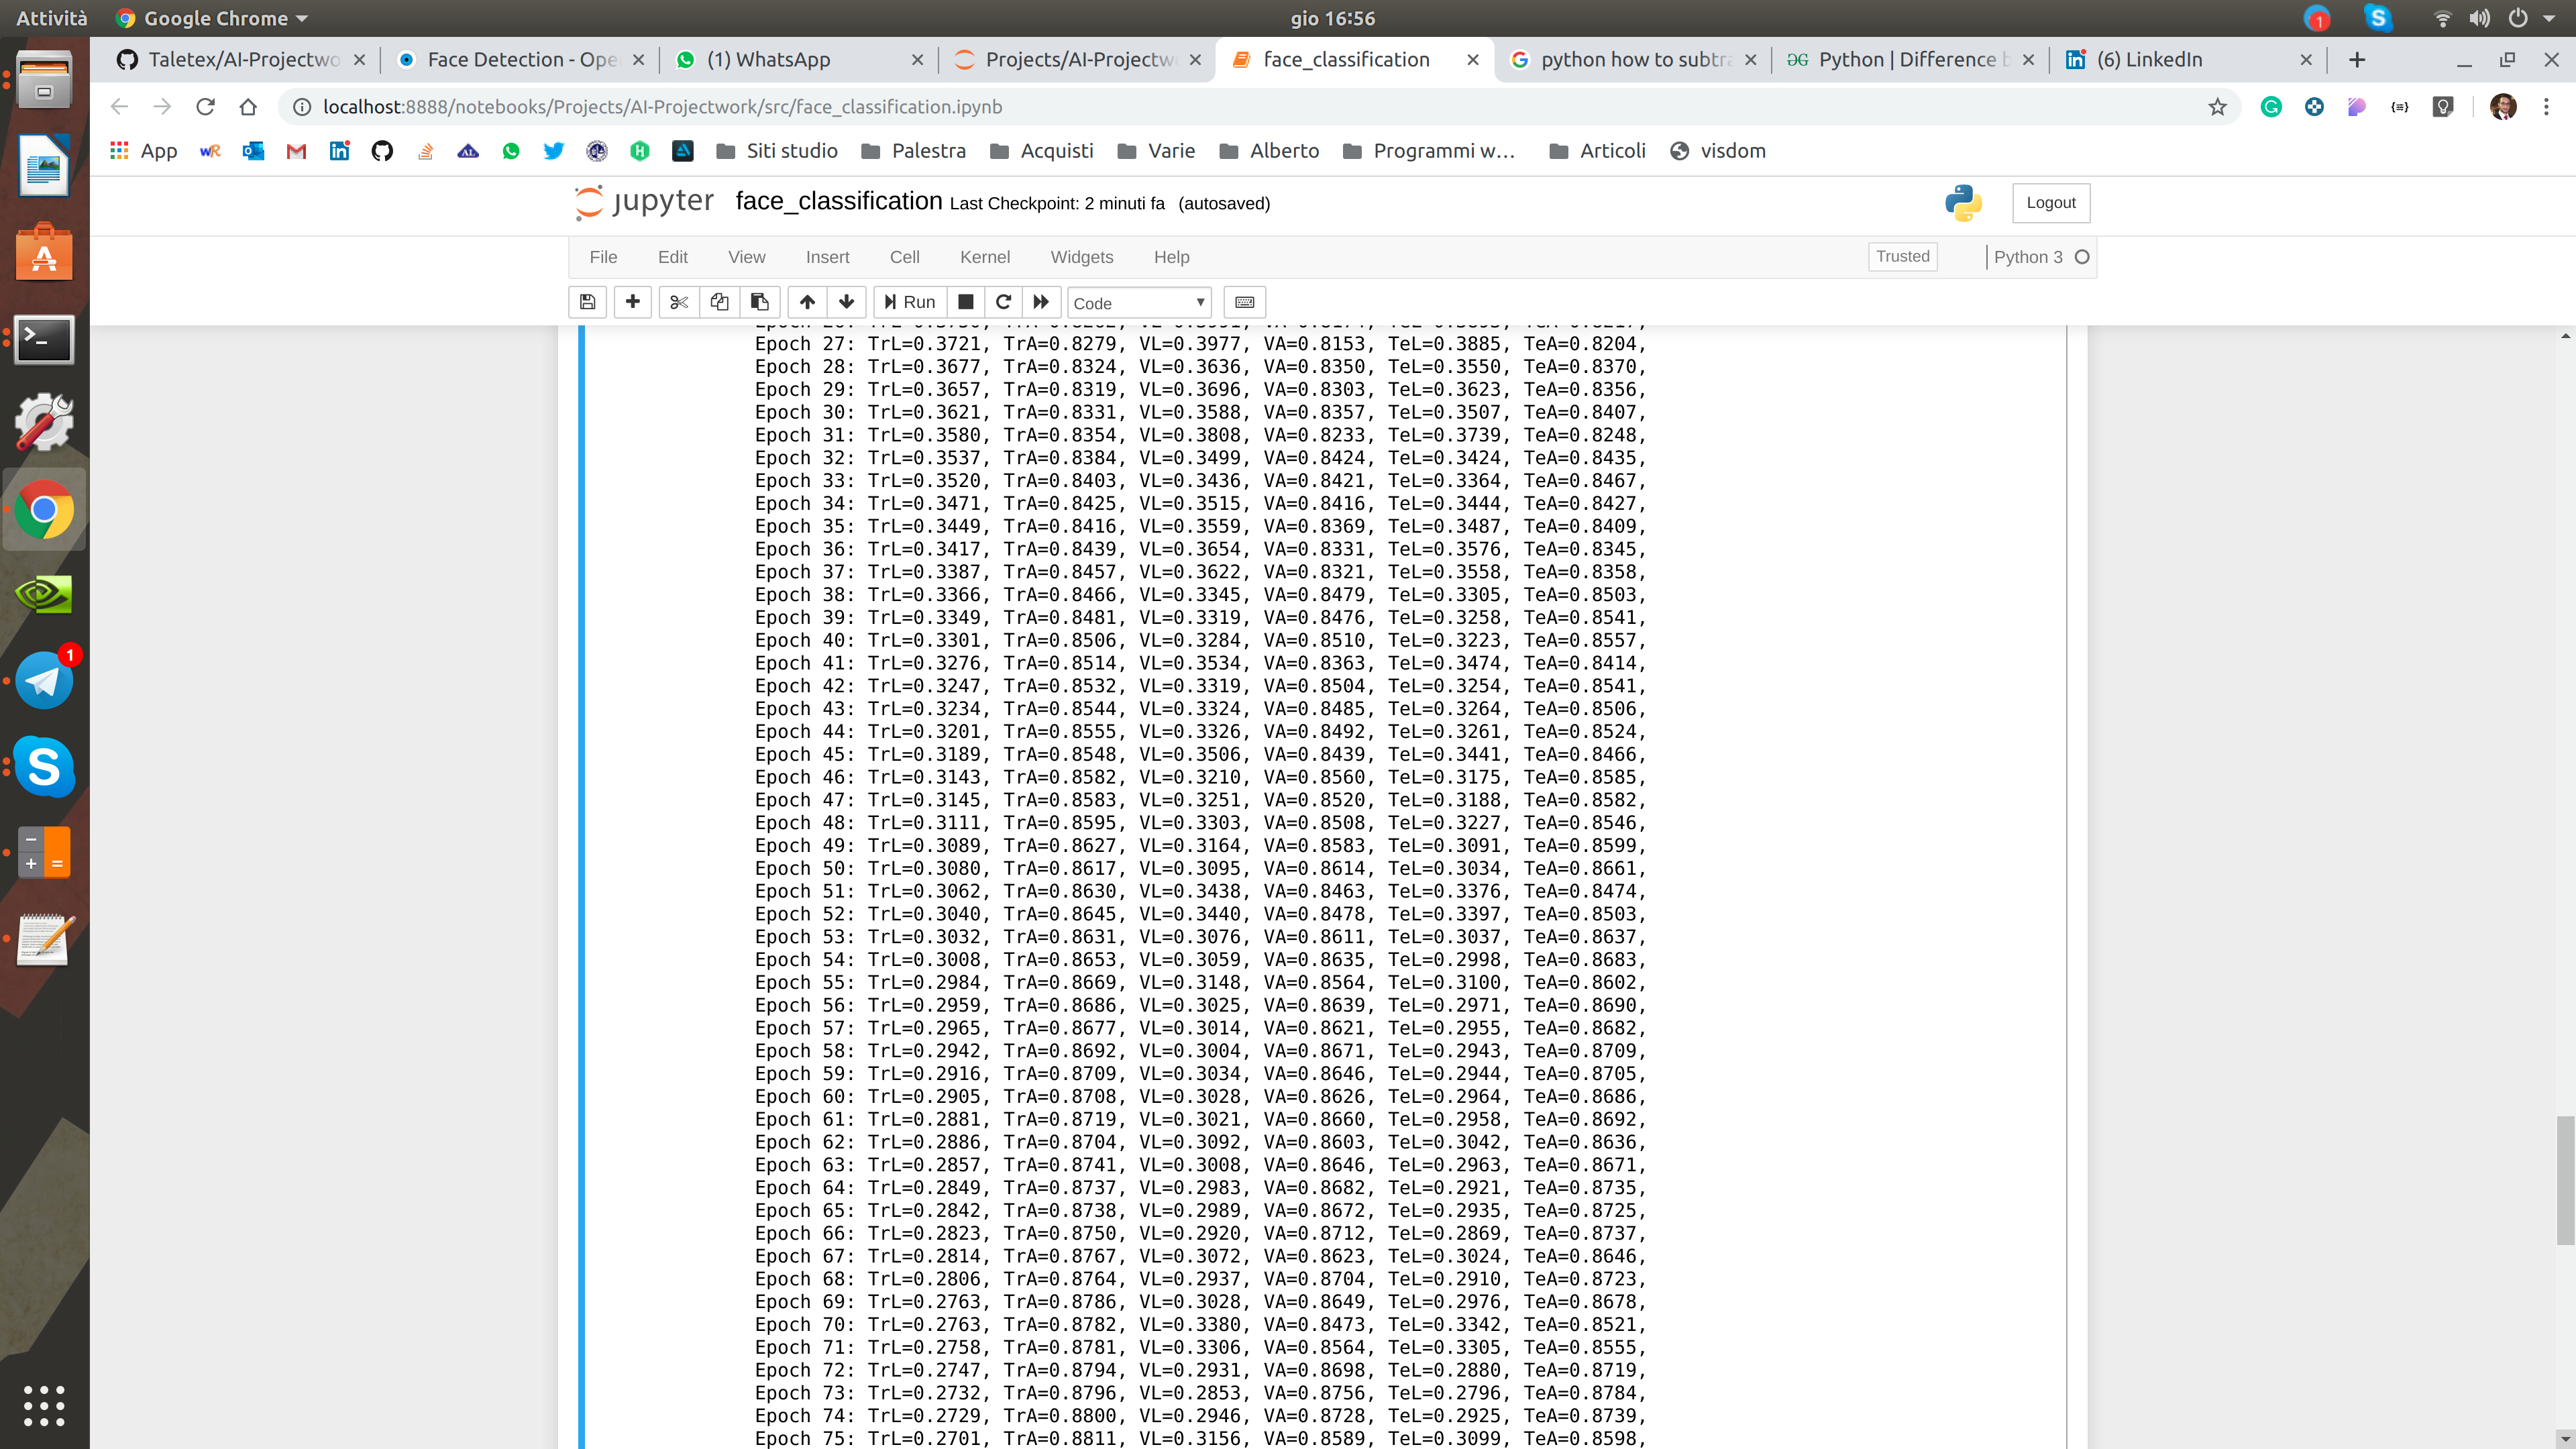 Attività
Google Chrome
gio 16:56
1
Taletex/AI-Projectwo
Face Detection - Ope
(1) WhatsApp
Projects/AI-Projectw
face_classification
python how to subtra
Python | Difference b
(6) LinkedIn
localhost:8888/notebooks/Projects/AI-Projectwork/src/face_classification.ipynb
App
Siti studio
Palestra
Acquisti
Varie
Alberto
Programmi w...
Articoli
visdom
jupyter
face_classification Last Checkpoint: 2 minuti fa (autosaved)
Logout
File
Edit
View
Insert
Cell
Kernel
Widgets
Help
Trusted
Python 3
Run
Code
Epoch 27: TrL=0.3721, TrA=0.8279, VL=0.3977, VA=0.8153, TeL=0.3885, TeA=0.8204,
Epoch 28: TrL=0.3677, TrA=0.8324, VL=0.3636, VA=0.8350, TeL=0.3550, TeA=0.8370,
Epoch 29: TrL=0.3657, TrA=0.8319, VL=0.3696, VA=0.8303, TeL=0.3623, TeA=0.8356,
Epoch 30: TrL=0.3621, TrA=0.8331, VL=0.3588, VA=0.8357, TeL=0.3507, TeA=0.8407,
Epoch 31: TrL=0.3580, TrA=0.8354, VL=0.3808, VA=0.8233, TeL=0.3739, TeA=0.8248,
Epoch 32: TrL=0.3537, TrA=0.8384, VL=0.3499, VA=0.8424, TeL=0.3424, TeA=0.8435,
Epoch 33: TrL=0.3520, TrA=0.8403, VL=0.3436, VA=0.8421, TeL=0.3364, TeA=0.8467,
Epoch 34: TrL=0.3471, TrA=0.8425, VL=0.3515, VA=0.8416, TeL=0.3444, TeA=0.8427,
Epoch 35: TrL=0.3449, TrA=0.8416, VL=0.3559, VA=0.8369, TeL=0.3487, TeA=0.8409,
Epoch 36: TrL=0.3417, TrA=0.8439, VL=0.3654, VA=0.8331, TeL=0.3576, TeA=0.8345,
Epoch 37: TrL=0.3387, TrA=0.8457, VL=0.3622, VA=0.8321, TeL=0.3558, TeA=0.8358,
Epoch 38: TrL=0.3366, TrA=0.8466, VL=0.3345, VA=0.8479, TeL=0.3305, TeA=0.8503,
Epoch 39: TrL=0.3349, TrA=0.8481, VL=0.3319, VA=0.8476, TeL=0.3258, TeA=0.8541,
Epoch 40: TrL=0.3301, TrA=0.8506, VL=0.3284, VA=0.8510, TeL=0.3223, TeA=0.8557,
Epoch 41: TrL=0.3276, TrA=0.8514, VL=0.3534, VA=0.8363, TeL=0.3474, TeA=0.8414,
Epoch 42: TrL=0.3247, TrA=0.8532, VL=0.3319, VA=0.8504, TeL=0.3254, TeA=0.8541,
Epoch 43: TrL=0.3234, TrA=0.8544, VL=0.3324, VA=0.8485, TeL=0.3264, TeA=0.8506,
Epoch 44: TrL=0.3201, TrA=0.8555, VL=0.3326, VA=0.8492, TeL=0.3261, TeA=0.8524,
Epoch 45: TrL=0.3189, TrA=0.8548, VL=0.3506, VA=0.8439, TeL=0.3441, TeA=0.8466,
Epoch 46: TrL=0.3143, TrA=0.8582, VL=0.3210, VA=0.8560, TeL=0.3175, TeA=0.8585,
Epoch 47: TrL=0.3145, TrA=0.8583, VL=0.3251, VA=0.8520, TeL=0.3188, TeA=0.8582,
Epoch 48: TrL=0.3111, TrA=0.8595, VL=0.3303, VA=0.8508, TeL=0.3227, TeA=0.8546,
Epoch 49: TrL=0.3089, TrA=0.8627, VL=0.3164, VA=0.8583, TeL=0.3091, TeA=0.8599,
Epoch 50: TrL=0.3080, TrA=0.8617, VL=0.3095, VA=0.8614, TeL=0.3034, TeA=0.8661,
Epoch 51: TrL=0.3062, TrA=0.8630, VL=0.3438, VA=0.8463, TeL=0.3376, TeA=0.8474,
Epoch 52: TrL=0.3040, TrA=0.8645, VL=0.3440, VA=0.8478, TeL=0.3397, TeA=0.8503,
Epoch 53: TrL=0.3032, TrA=0.8631, VL=0.3076, VA=0.8611, TeL=0.3037, TeA=0.8637,
Epoch 54: TrL=0.3008, TrA=0.8653, VL=0.3059, VA=0.8635, TeL=0.2998, TeA=0.8683,
Epoch 55: TrL=0.2984, TrA=0.8669, VL=0.3148, VA=0.8564, TeL=0.3100, TeA=0.8602,
Epoch 56: TrL=0.2959, TrA=0.8686, VL=0.3025, VA=0.8639, TeL=0.2971, TeA=0.8690,
Epoch 57: TrL=0.2965, TrA=0.8677, VL=0.3014, VA=0.8621, TeL=0.2955, TeA=0.8682,
Epoch 58: TrL=0.2942, TrA=0.8692, VL=0.3004, VA=0.8671, TeL=0.2943, TeA=0.8709,
Epoch 59: TrL=0.2916, TrA=0.8709, VL=0.3034, VA=0.8646, TeL=0.2944, TeA=0.8705,
Epoch 60: TrL=0.2905, TrA=0.8708, VL=0.3028, VA=0.8626, TeL=0.2964, TeA=0.8686,
Epoch 61: TrL=0.2881, TrA=0.8719, VL=0.3021, VA=0.8660, TeL=0.2958, TeA=0.8692,
Epoch 62: TrL=0.2886, TrA=0.8704, VL=0.3092, VA=0.8603, TeL=0.3042, TeA=0.8636,
Epoch 63: TrL=0.2857, TrA=0.8741, VL=0.3008, VA=0.8646, TeL=0.2963, TeA=0.8671,
Epoch 64: TrL=0.2849, TrA=0.8737, VL=0.2983, VA=0.8682, TeL=0.2921, TeA=0.8735,
Epoch 65: TrL=0.2842, TrA=0.8738, VL=0.2989, VA=0.8672, TeL=0.2935, TeA=0.8725,
Epoch 66: TrL=0.2823, TrA=0.8750, VL=0.2920, VA=0.8712, TeL=0.2869, TeA=0.8737,
Epoch 67: TrL=0.2814, TrA=0.8767, VL=0.3072, VA=0.8623, TeL=0.3024, TeA=0.8646,
Epoch 68: TrL=0.2806, TrA=0.8764, VL=0.2937, VA=0.8704, TeL=0.2910, TeA=0.8723,
Epoch 69: TrL=0.2763, TrA=0.8786, VL=0.3028, VA=0.8649, TeL=0.2976, TeA=0.8678,
Epoch 70: TrL=0.2763, TrA=0.8782, VL=0.3380, VA=0.8473, TeL=0.3342, TeA=0.8521,
Epoch 71: TrL=0.2758, TrA=0.8781, VL=0.3306, VA=0.8564, TeL=0.3305, TeA=0.8555,
Epoch 72: TrL=0.2747, TrA=0.8794, VL=0.2931, VA=0.8698, TeL=0.2880, TeA=0.8719,
Epoch 73: TrL=0.2732, TrA=0.8796, VL=0.2853, VA=0.8756, TeL=0.2796, TeA=0.8784,
Epoch 74: TrL=0.2729, TrA=0.8800, VL=0.2946, VA=0.8728, TeL=0.2925, TeA=0.8739,
Epoch 75: TrL=0.2701, TrA=0.8811, VL=0.3156, VA=0.8589, TeL=0.3099, TeA=0.8598,
1